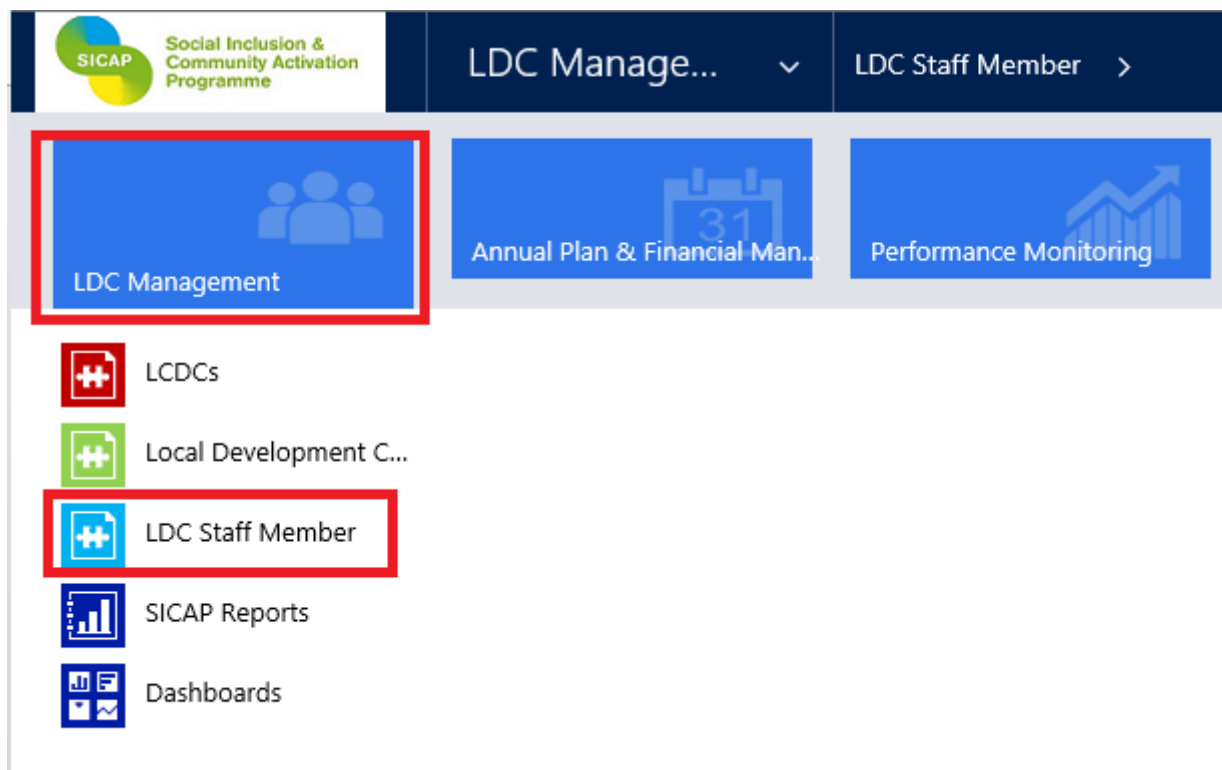 SICAP
Social Inclusion &
Community Activation
Programme
LDC Manage...
LDC Staff Member
LDC Management
31
Annual Plan & Financial Man...
Performance Monitoring
LCDCs
Local Development C...
LDC Staff Member
SICAP Reports
Dashboards